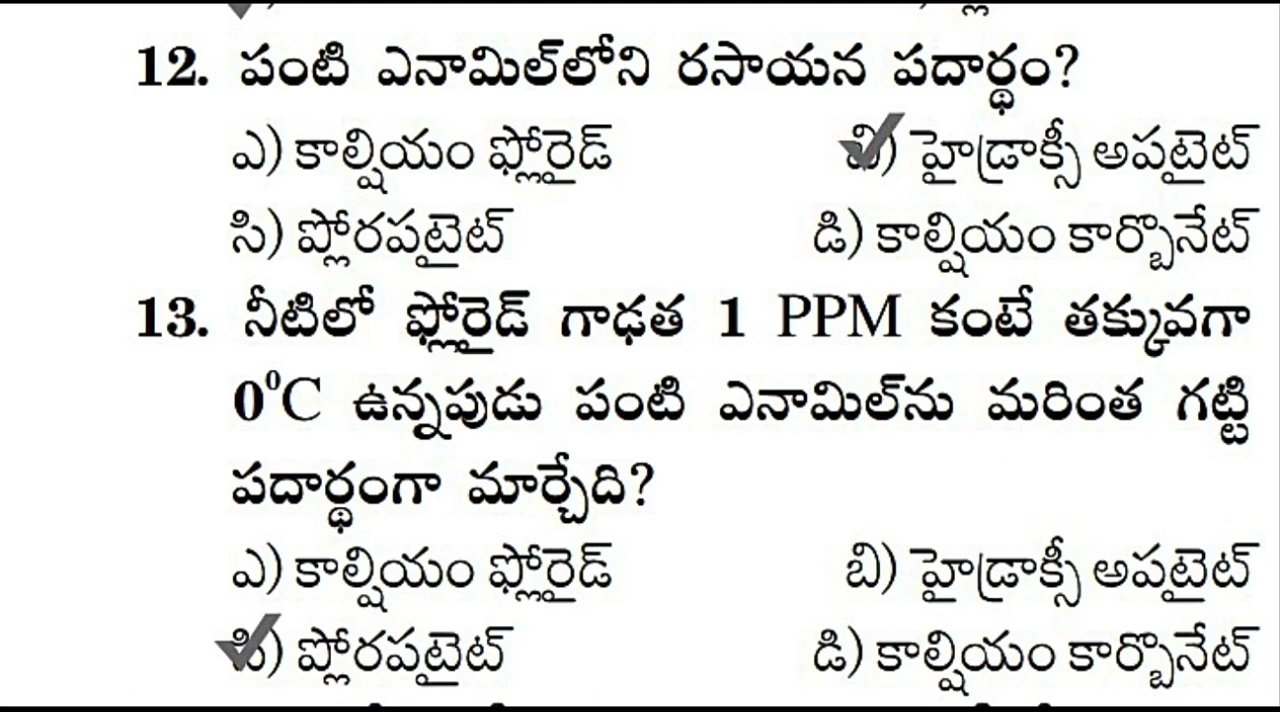 12. పంటి ఎనామిల్‌లోని రసాయన పదార్థం?
ఎ) కాల్షియం ఫ్లోరైడ్ బి) హైడ్రాక్సీ అపటైట్
సి) ఫ్లోరపటైట్ డి) కాల్షియం కార్బొనేట్
13. నీటిలో ఫ్లోరైడ్ గాఢత 1 PPM కంటే తక్కువగా
0⁰C ఉన్నపుడు పంటి ఎనామిల్‌ను మరింత గట్టి
పదార్థంగా మార్చేది?
ఎ) కాల్షియం ఫ్లోరైడ్ బి) హైడ్రాక్సీ అపటైట్
సి) ఫ్లోరపటైట్ డి) కాల్షియం కార్బొనేట్